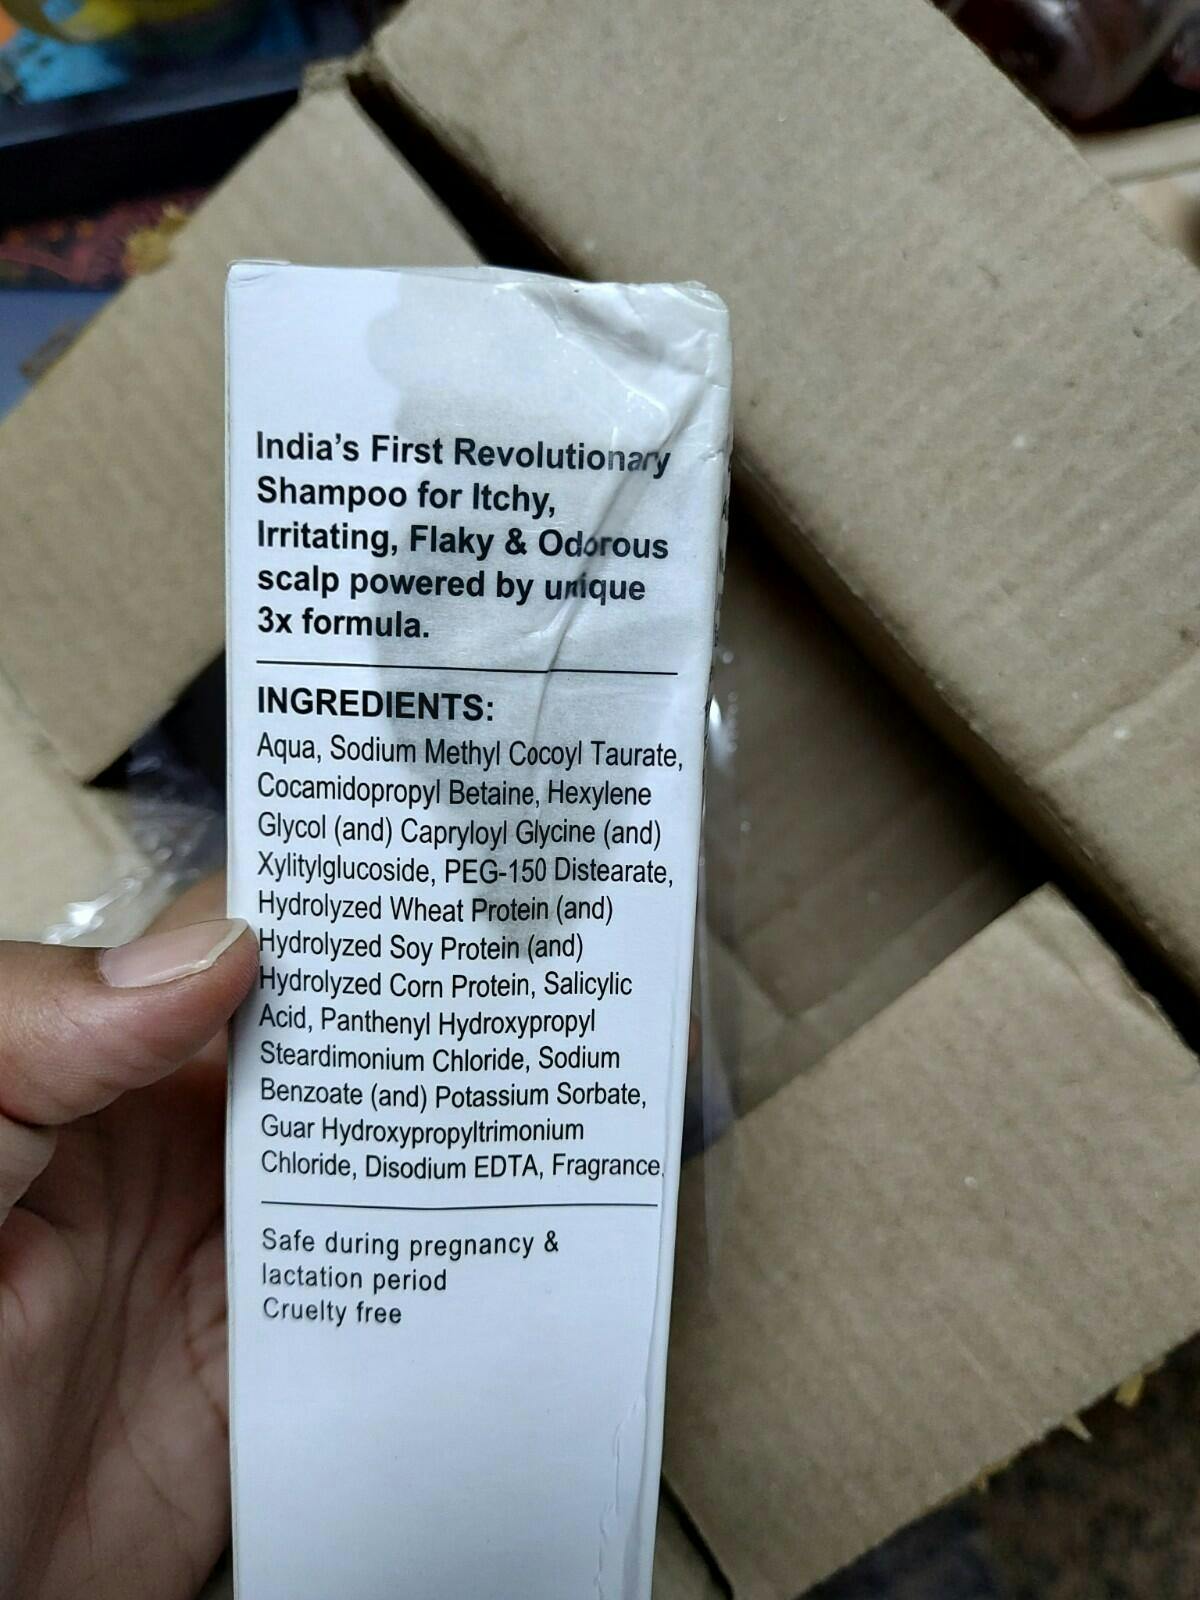 India's First Revolutionary
Shampoo for Itchy,
Irritating, Flaky & Odorous
scalp powered by unique
3x formula.
INGREDIENTS:
Aqua, Sodium Methyl Cocoyl Taurate,
Cocamidopropyl Betaine, Hexylene
Glycol (and) Capryloyl Glycine (and)
Xylitylglucoside, PEG-150 Distearate,
Hydrolyzed Wheat Protein (and)
Hydrolyzed Soy Protein (and)
Hydrolyzed Corn Protein, Salicylic
Acid, Panthenyl Hydroxypropyl
Steardimonium Chloride, Sodium
Benzoate (and) Potassium Sorbate,
Guar Hydroxypropyltrimonium
Chloride, Disodium EDTA, Fragrance.
Safe during pregnancy &
lactation period
Cruelty free